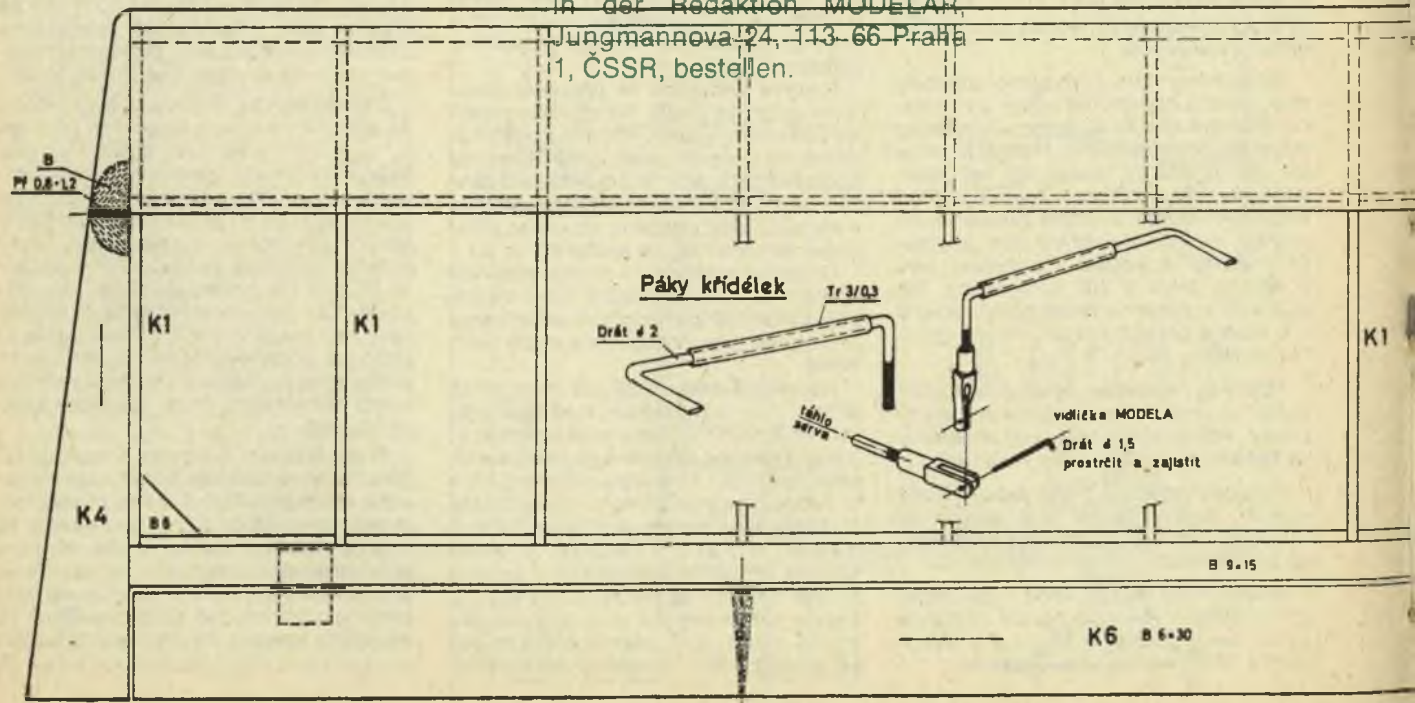 in der Redaktion MODELÁŘ,
Jungmannova 24, 113 66 Praha
1, ČSSR, bestellen.
B
Př 0,8-1,2
Páky křídélek
Tr 3/0,3
Drát d 2
K1
K1
K1
táhlo
serva
vidlička MODELA
Drát d 1,5
prostrčit a zajistit
K4
B6
B 9×15
K6 B 6×30